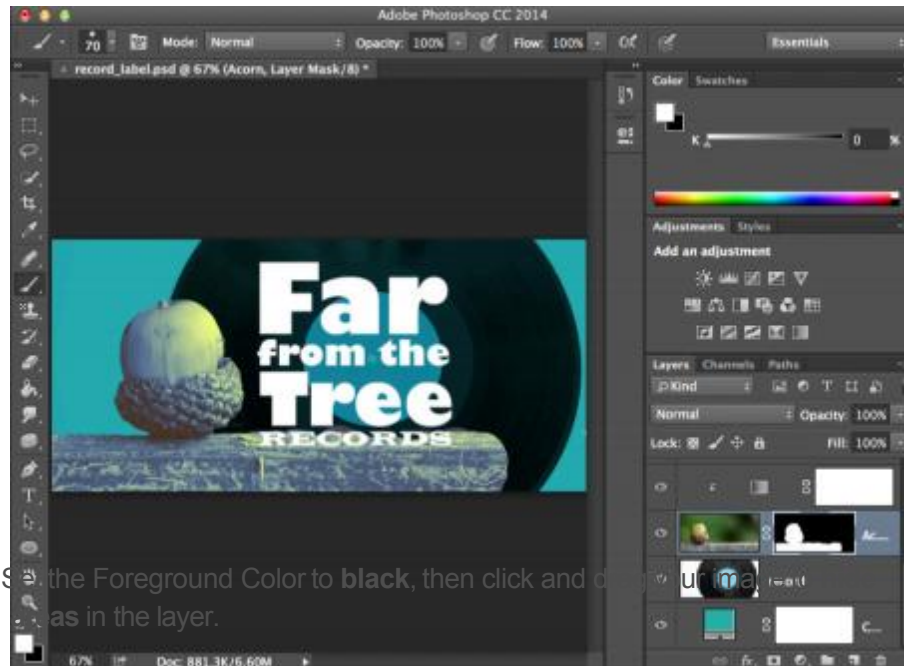 Adobe Photoshop CC 2014
70 Mode: Normal Opacity: 100% Flow: 100% Essentials
record_label.psd @ 67% (Acorn, Layer Mask/8) *
Color Swatches
K 0 %
Adjustments Styles
Add an adjustment
Far
from the
Tree
RECORDS
Layers Channels Paths
Kind
Normal Opacity: 100%
Lock: Fill: 100%
Ac...
C...
the Foreground Color to black, then click and
in the layer.
67% Doc: 881.3K/6.60M